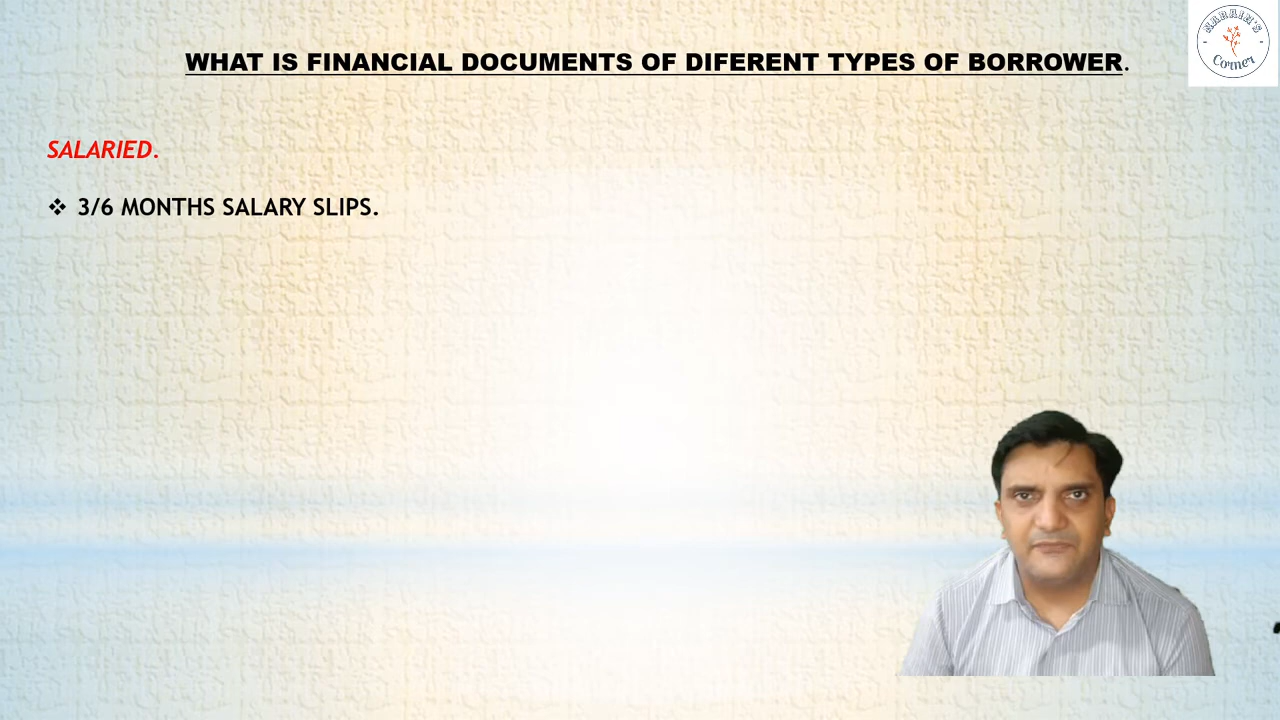 WHAT IS FINANCIAL DOCUMENTS OF DIFERENT TYPES OF BORROWER.
SALARIED.
❖ 3/6 MONTHS SALARY SLIPS.
Corner